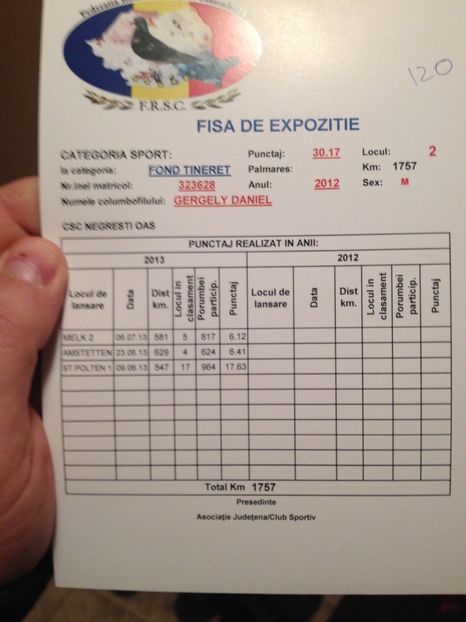 120
F.R.S.C.
FISA DE EXPOZITIE
CATEGORIA SPORT: Punctaj: 30.17 Locul: 2
la categoria: FOND TINERET Palmares: Km: 1757
Nr.inel matricol: 323628 Anul: 2012 Sex: M
Numele columbofilului: GERGELY DANIEL
CSC NEGRESTI OAS
PUNCTAJ REALIZAT IN ANII:
2013 2012
Locul de lansare Data Dist km. Locul in clasament Porumbei particip. Punctaj Locul de lansare Data Dist km. Locul in clasament Porumbei particip. Punctaj
MELK 2 06.07.13 581 5 817 6.12
AMSTETTEN 23.06.13 629 4 624 6.41
ST. POLTEN 1 09.06.13 547 17 964 17.63
Total Km 1757
Presedinte
Asociaţie Judeţena/Club Sportiv